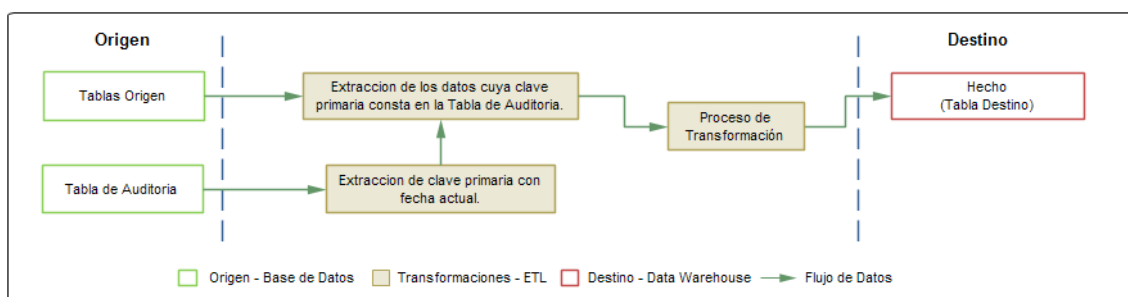 Origen
Destino
Tablas Origen
Extraccion de los datos cuya clave
primaria consta en la Tabla de Auditoria.
Proceso de
Transformación
Hecho
(Tabla Destino)
Tabla de Auditoria
Extraccion de clave primaria con
fecha actual.
Origen - Base de Datos
Transformaciones - ETL
Destino - Data Warehouse
Flujo de Datos